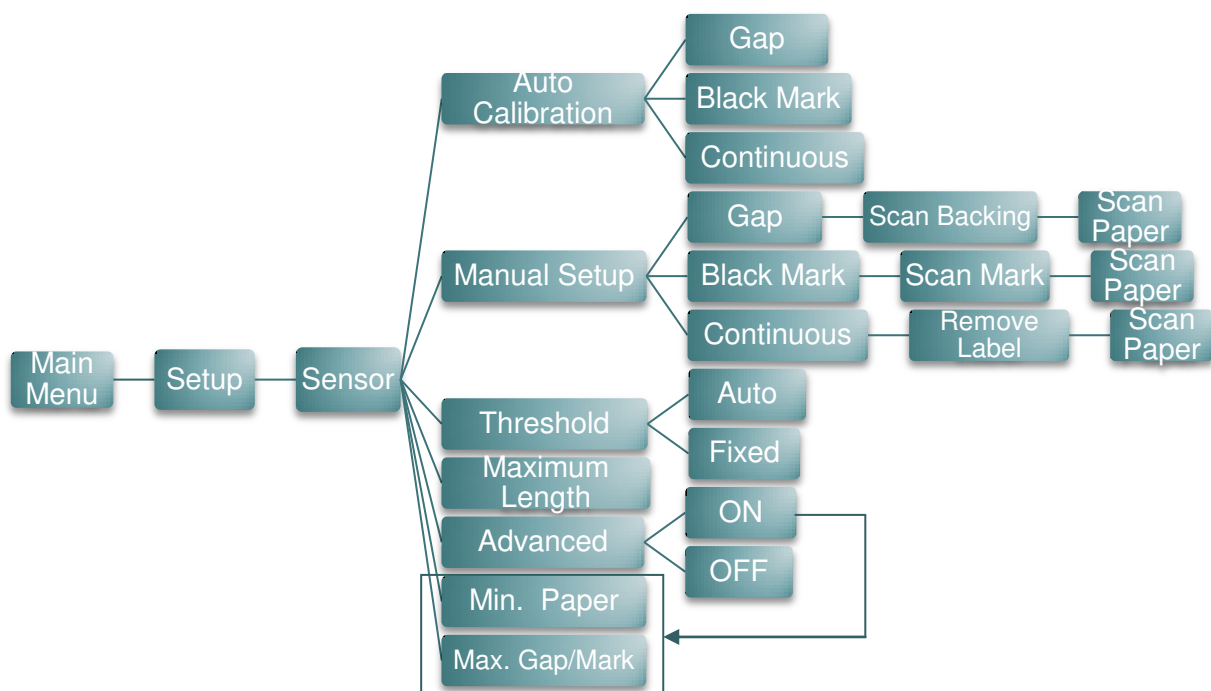 Main
Menu
Setup
Sensor
Auto
Calibration
Gap
Black Mark
Continuous
Manual Setup
Gap
Scan Backing
Scan
Paper
Black Mark
Scan Mark
Scan
Paper
Continuous
Remove
Label
Scan
Paper
Threshold
Auto
Fixed
Maximum
Length
Advanced
ON
OFF
Min. Paper
Max. Gap/Mark